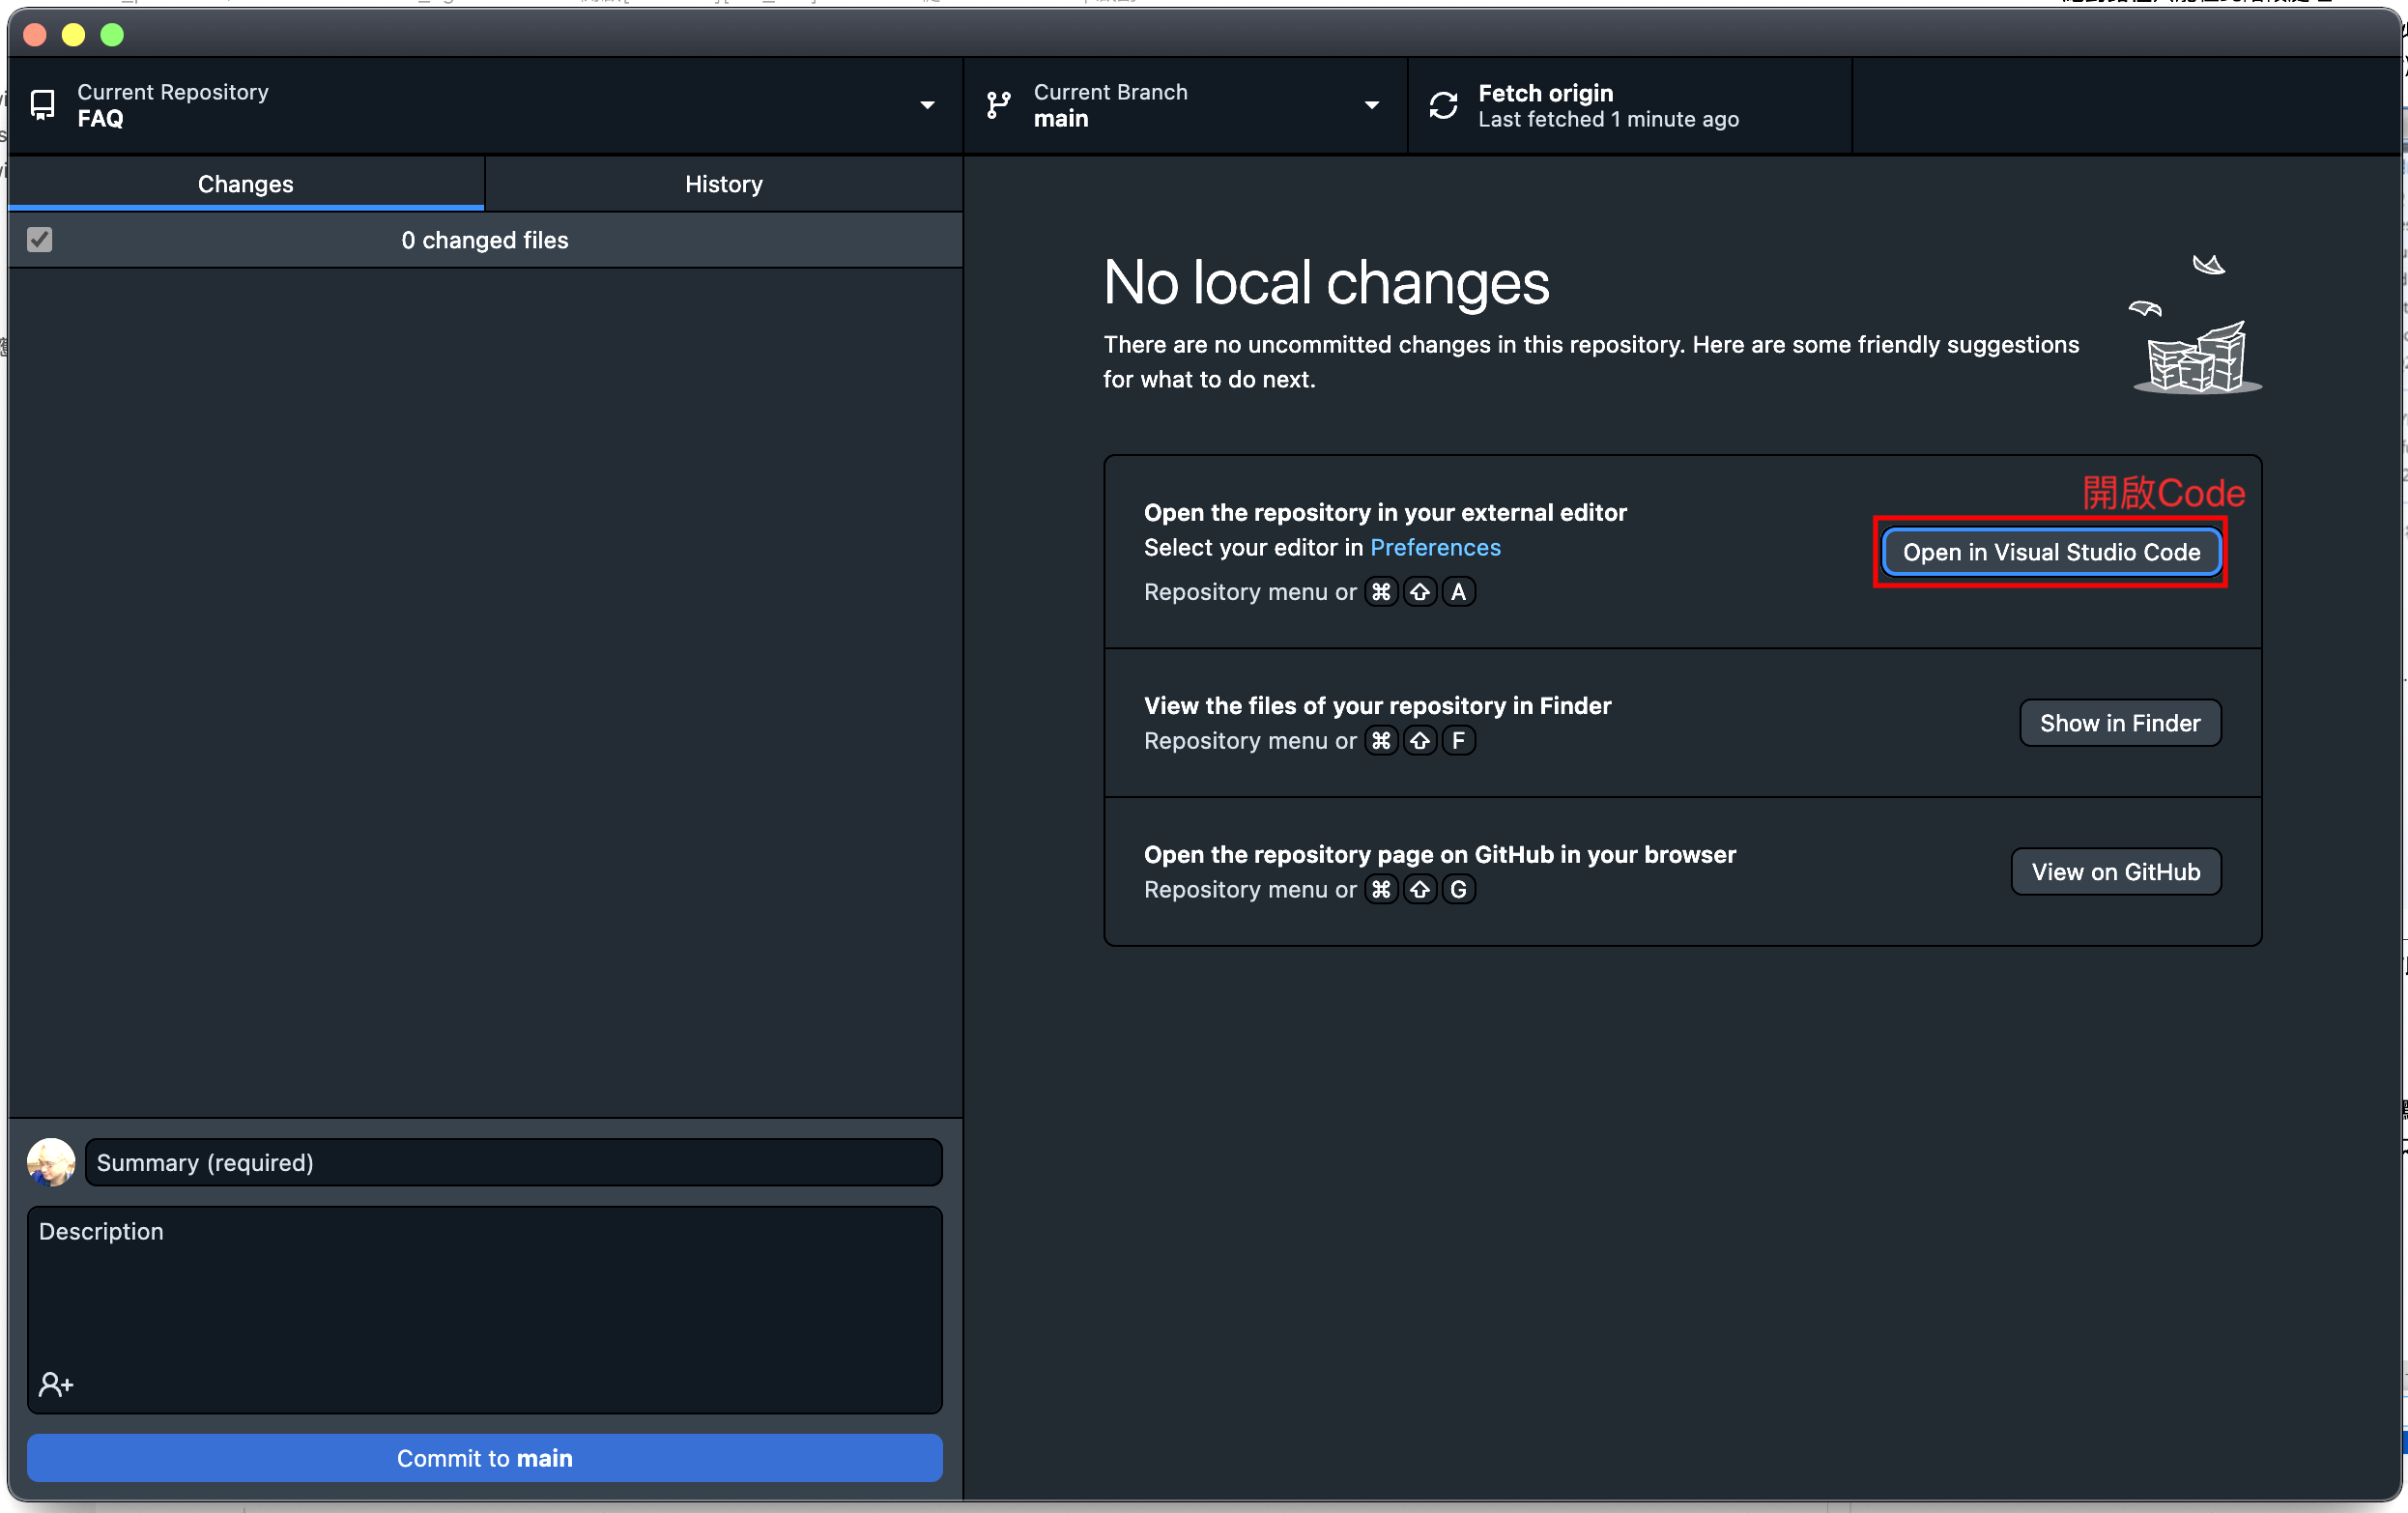 Current Repository
FAQ
Current Branch
main
Fetch origin
Last fetched 1 minute ago
Changes
History
0 changed files
No local changes
There are no uncommitted changes in this repository. Here are some friendly suggestions
for what to do next.
開啟Code
Open the repository in your external editor
Select your editor in Preferences
Repository menu or ⌘ ⇧ A
Open in Visual Studio Code
View the files of your repository in Finder
Repository menu or ⌘ ⇧ F
Show in Finder
Open the repository page on GitHub in your browser
Repository menu or ⌘ ⇧ G
View on GitHub
Summary (required)
Description
Commit to main